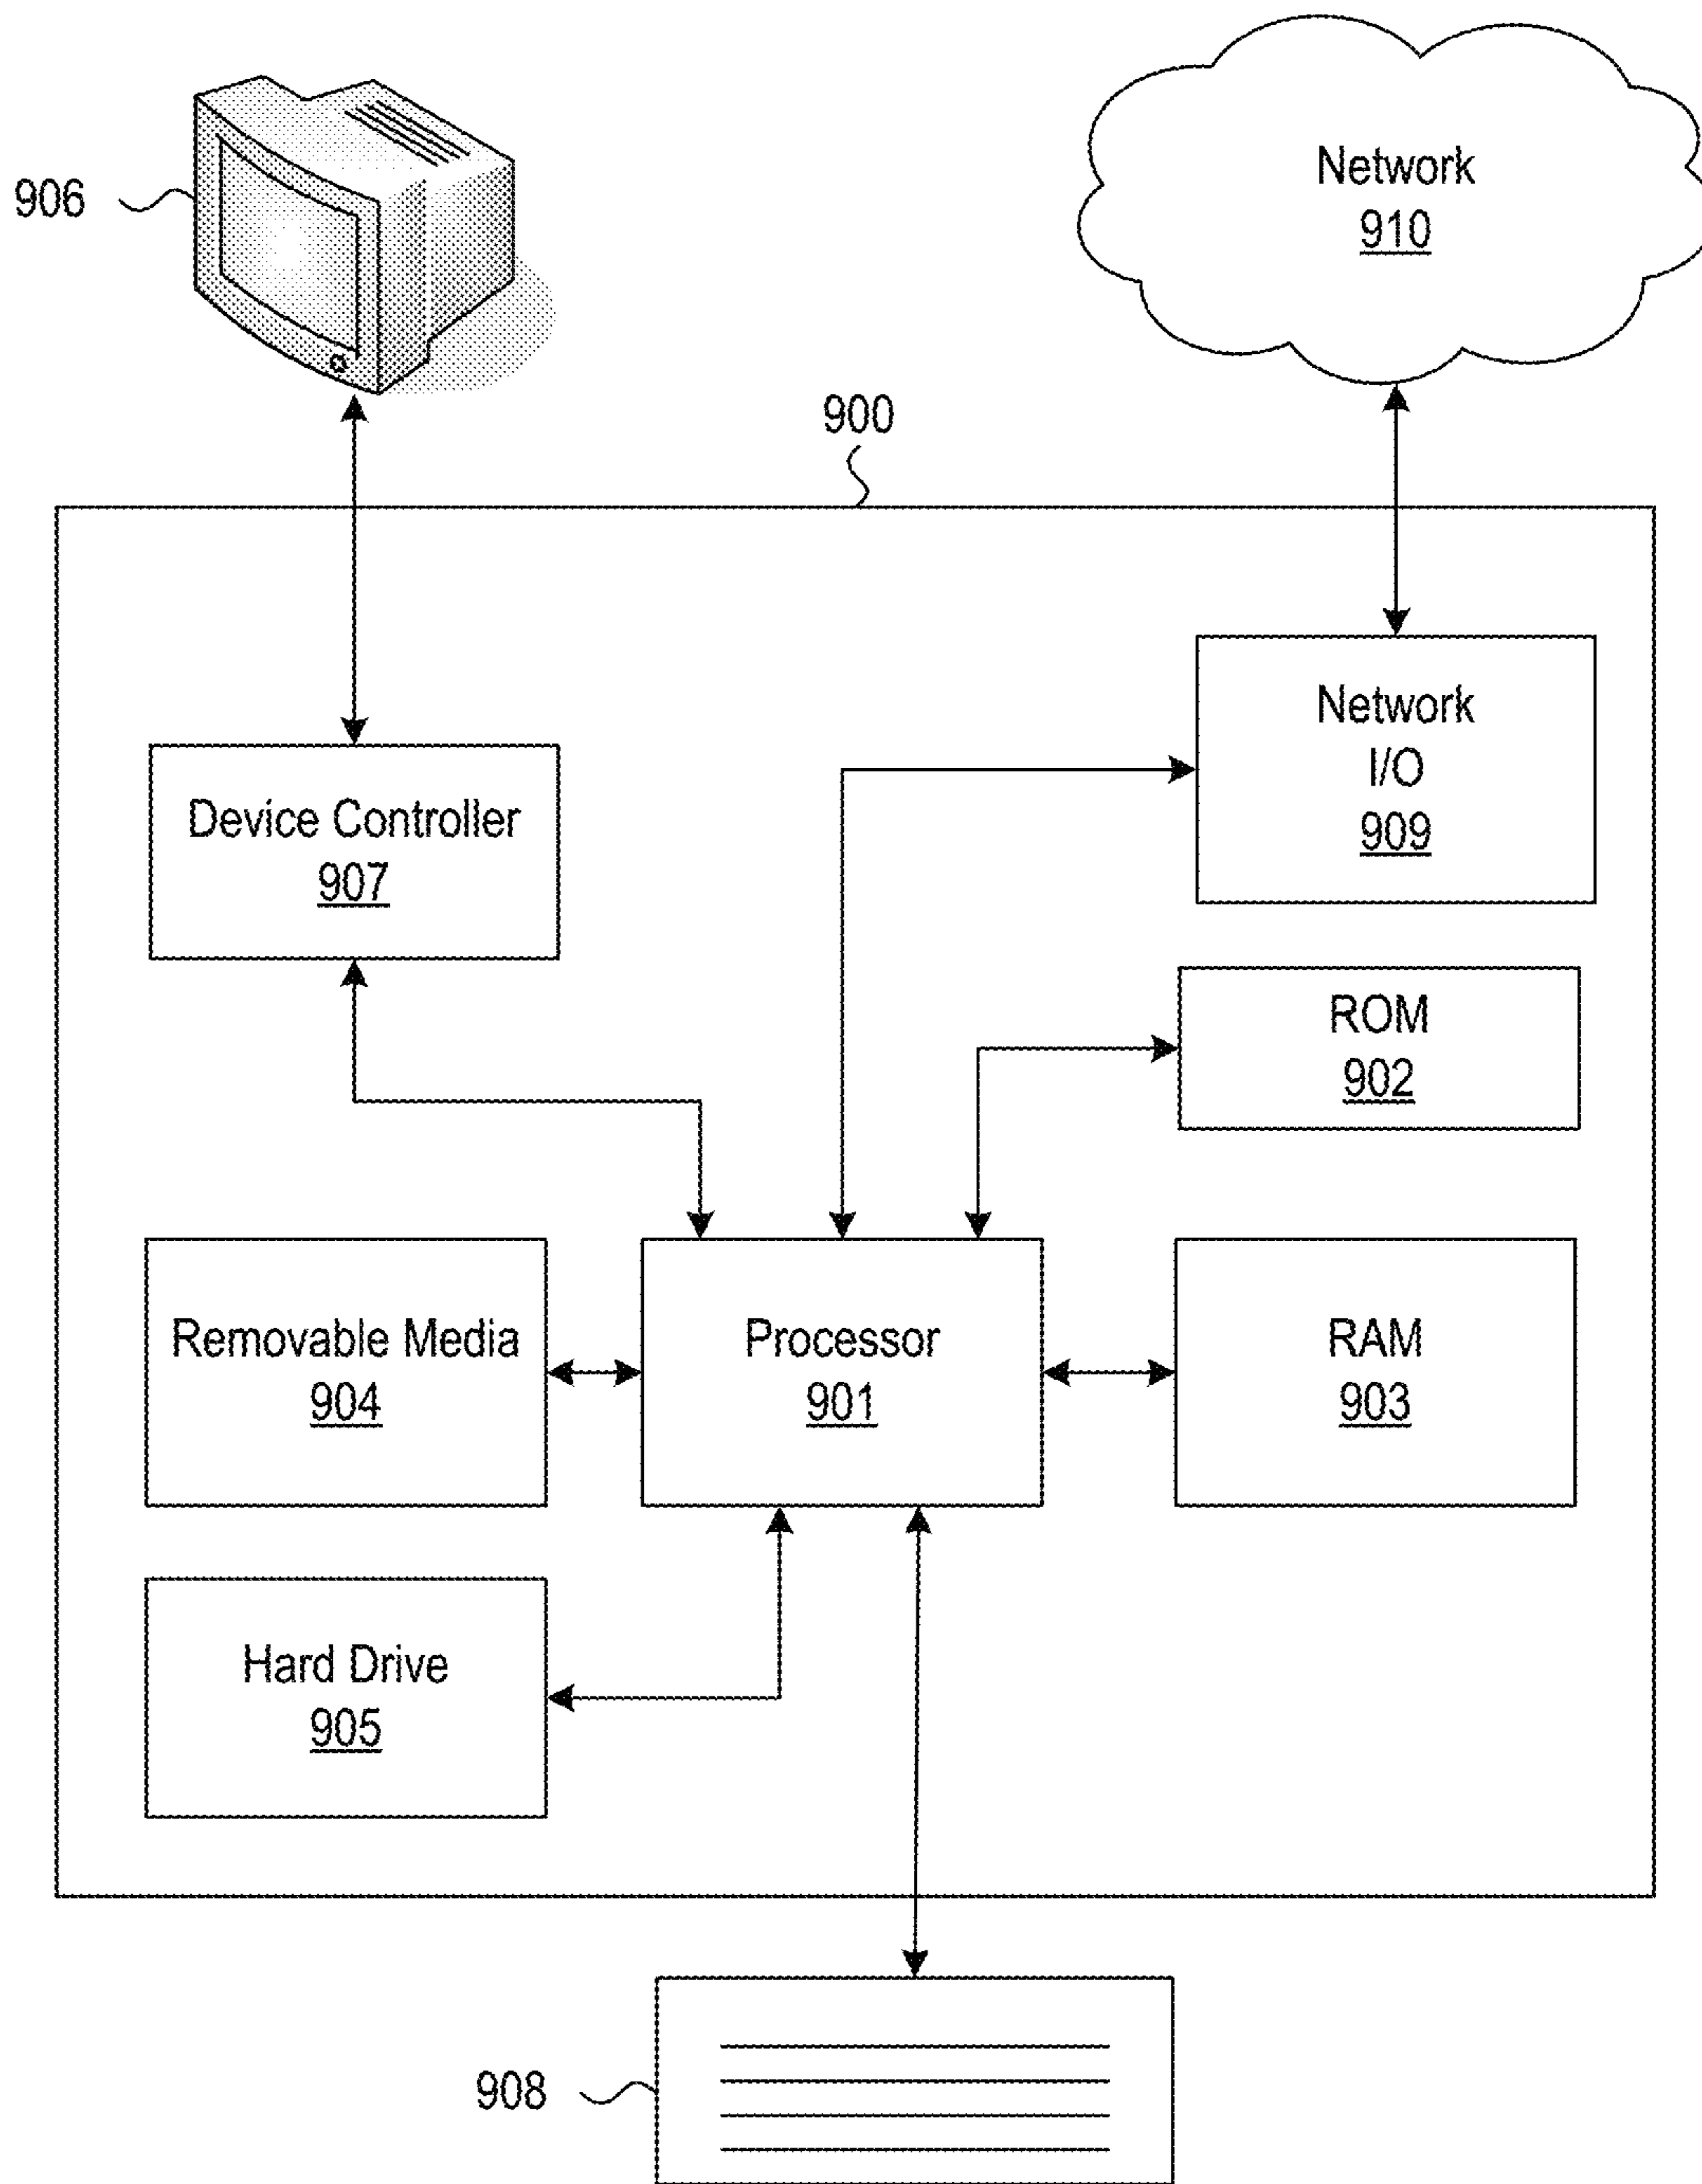 906
Network
910
900
Network
I/O
909
Device Controller
907
ROM
902
Removable Media
904
Processor
901
RAM
903
Hard Drive
905
908